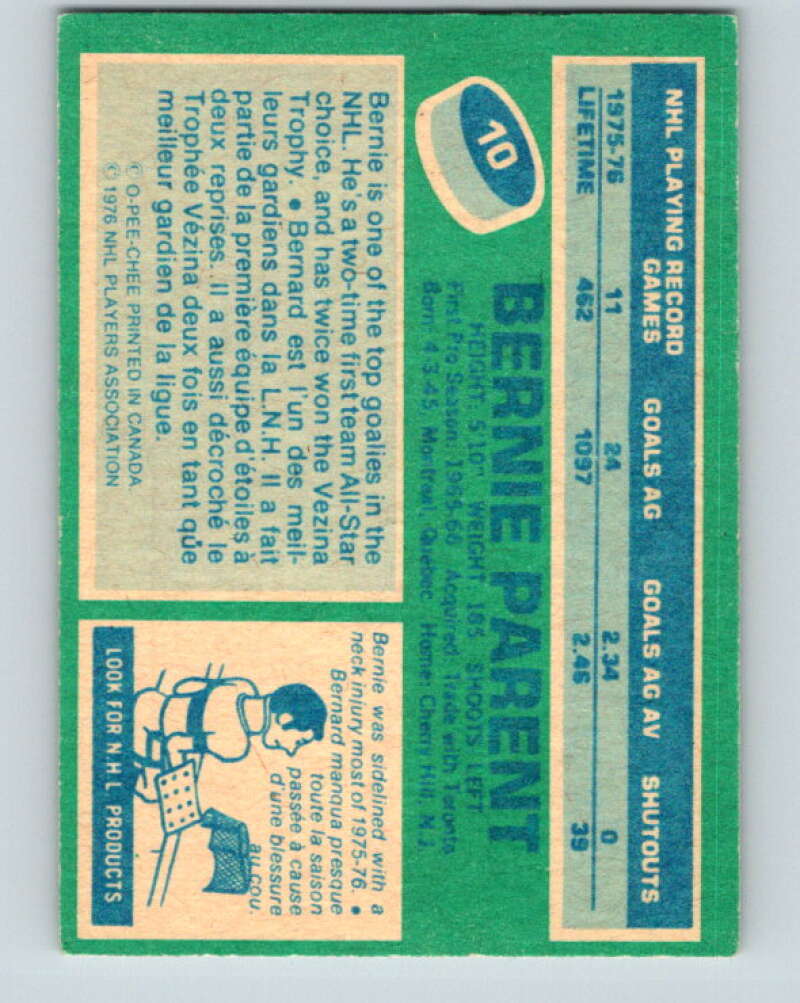 NHL PLAYING RECORD
GAMES GOALS AG GOALS AG AV SHUTOUTS
1975-76 11 24 2.34 0
LIFETIME 462 1097 2.46 39
10
BERNIE PARENT
HEIGHT: 5'10" WEIGHT 185 SHOOTS LEFT
First Pro Season: 1965-66 Acquired: Trade with Toronto
Born: 4-3-45, Montreal, Quebec Home: Cherry Hill, N.J.
Bernie is one of the top goalies in the
NHL. He's a two-time first team All-Star
choice, and has twice won the Vezina
Trophy. • Bernard est l'un des meil-
leurs gardiens dans la L.N.H. Il a fait
partie de la première équipe d'étoiles à
deux reprises. Il a aussi décroché le
Trophée Vézina deux fois en tant que
meilleur gardien de la ligue.
© O-PEE-CHEE PRINTED IN CANADA.
© 1976 NHL PLAYERS ASSOCIATION
Bernie was sidelined with a
neck injury most of 1975-76. •
Bernard manqua presque
toute la saison
passée à cause
d'une blessure
au cou.
LOOK FOR N.H.L PRODUCTS